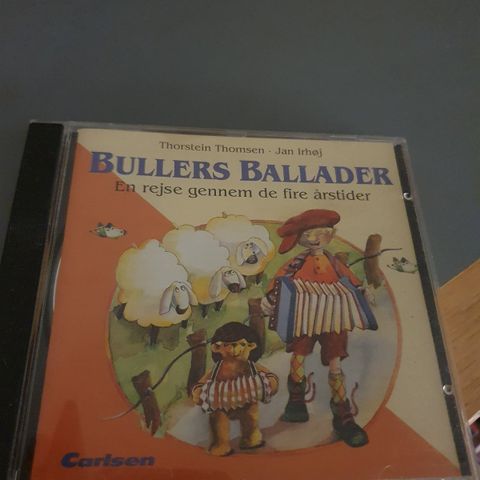 Thorstein Thomsen · Jan Irhøj
BULLERS BALLADER
En rejse gennem de fire årstider
Carlsen